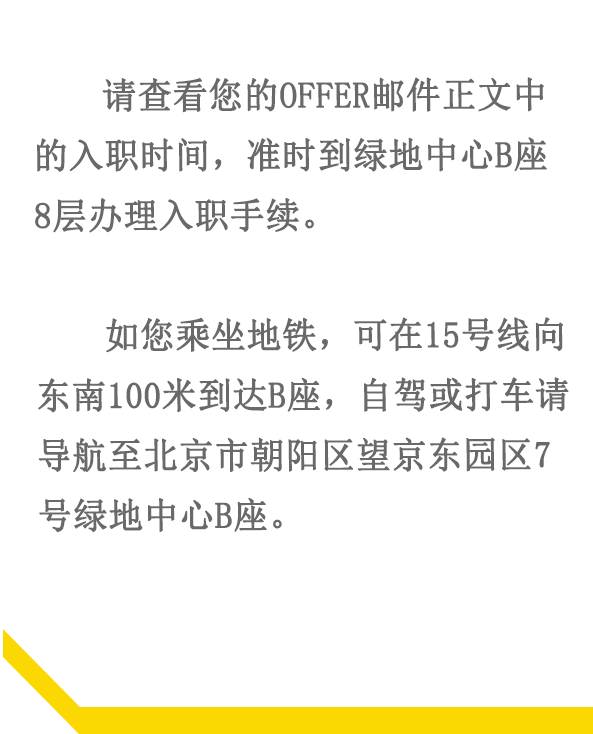 请查看您的OFFER邮件正文中
的入职时间，准时到绿地中心B座
8层办理入职手续。
如您乘坐地铁，可在15号线向
东南100米到达B座，自驾或打车请
导航至北京市朝阳区望京东园区7
号绿地中心B座。